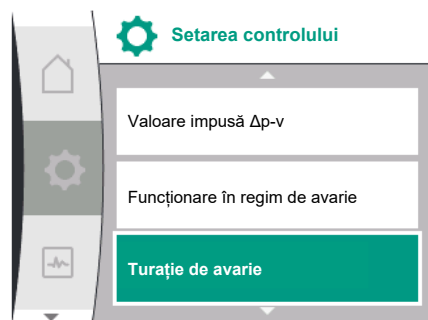 Setarea controlului
Valoare impusă Δp-v
Funcționare în regim de avarie
Turație de avarie